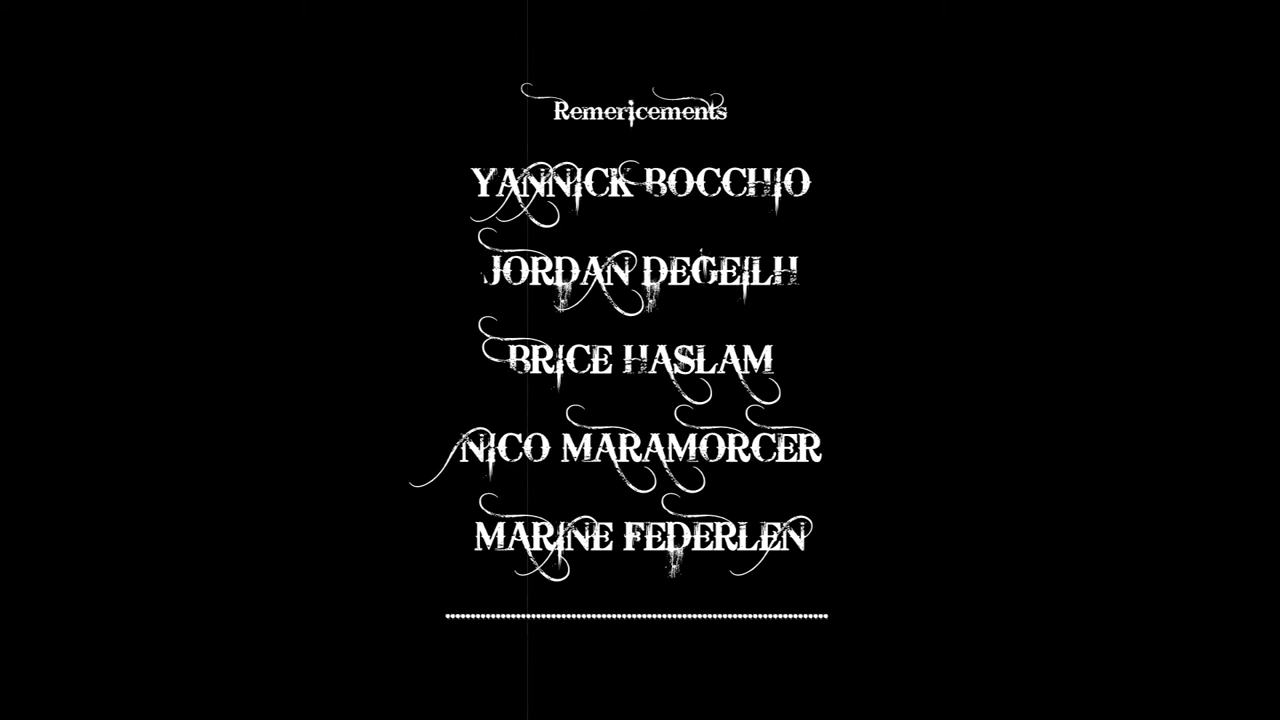 Remericements
YANNICK BOCCHIO
JORDAN DEGEILH
BRICE HASLAM
NICO MARAMORCER
MARINE FEDERLEN